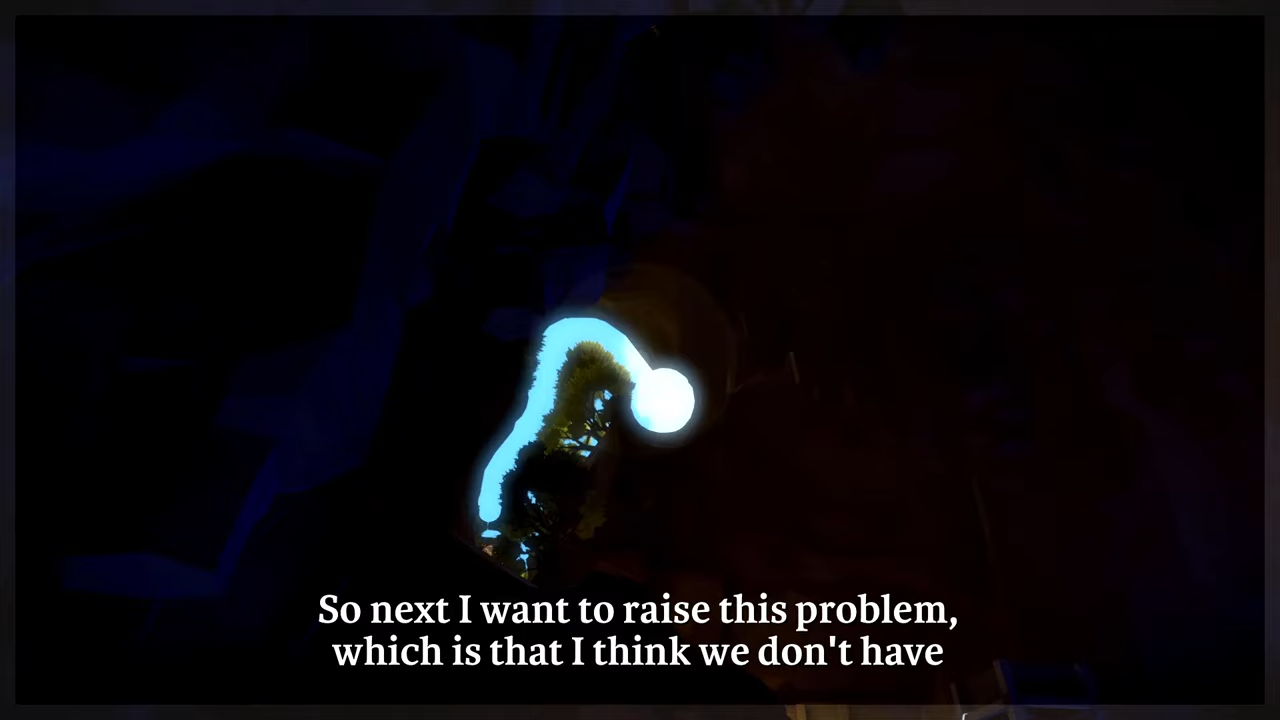 So next I want to raise this problem,
which is that I think we don't have